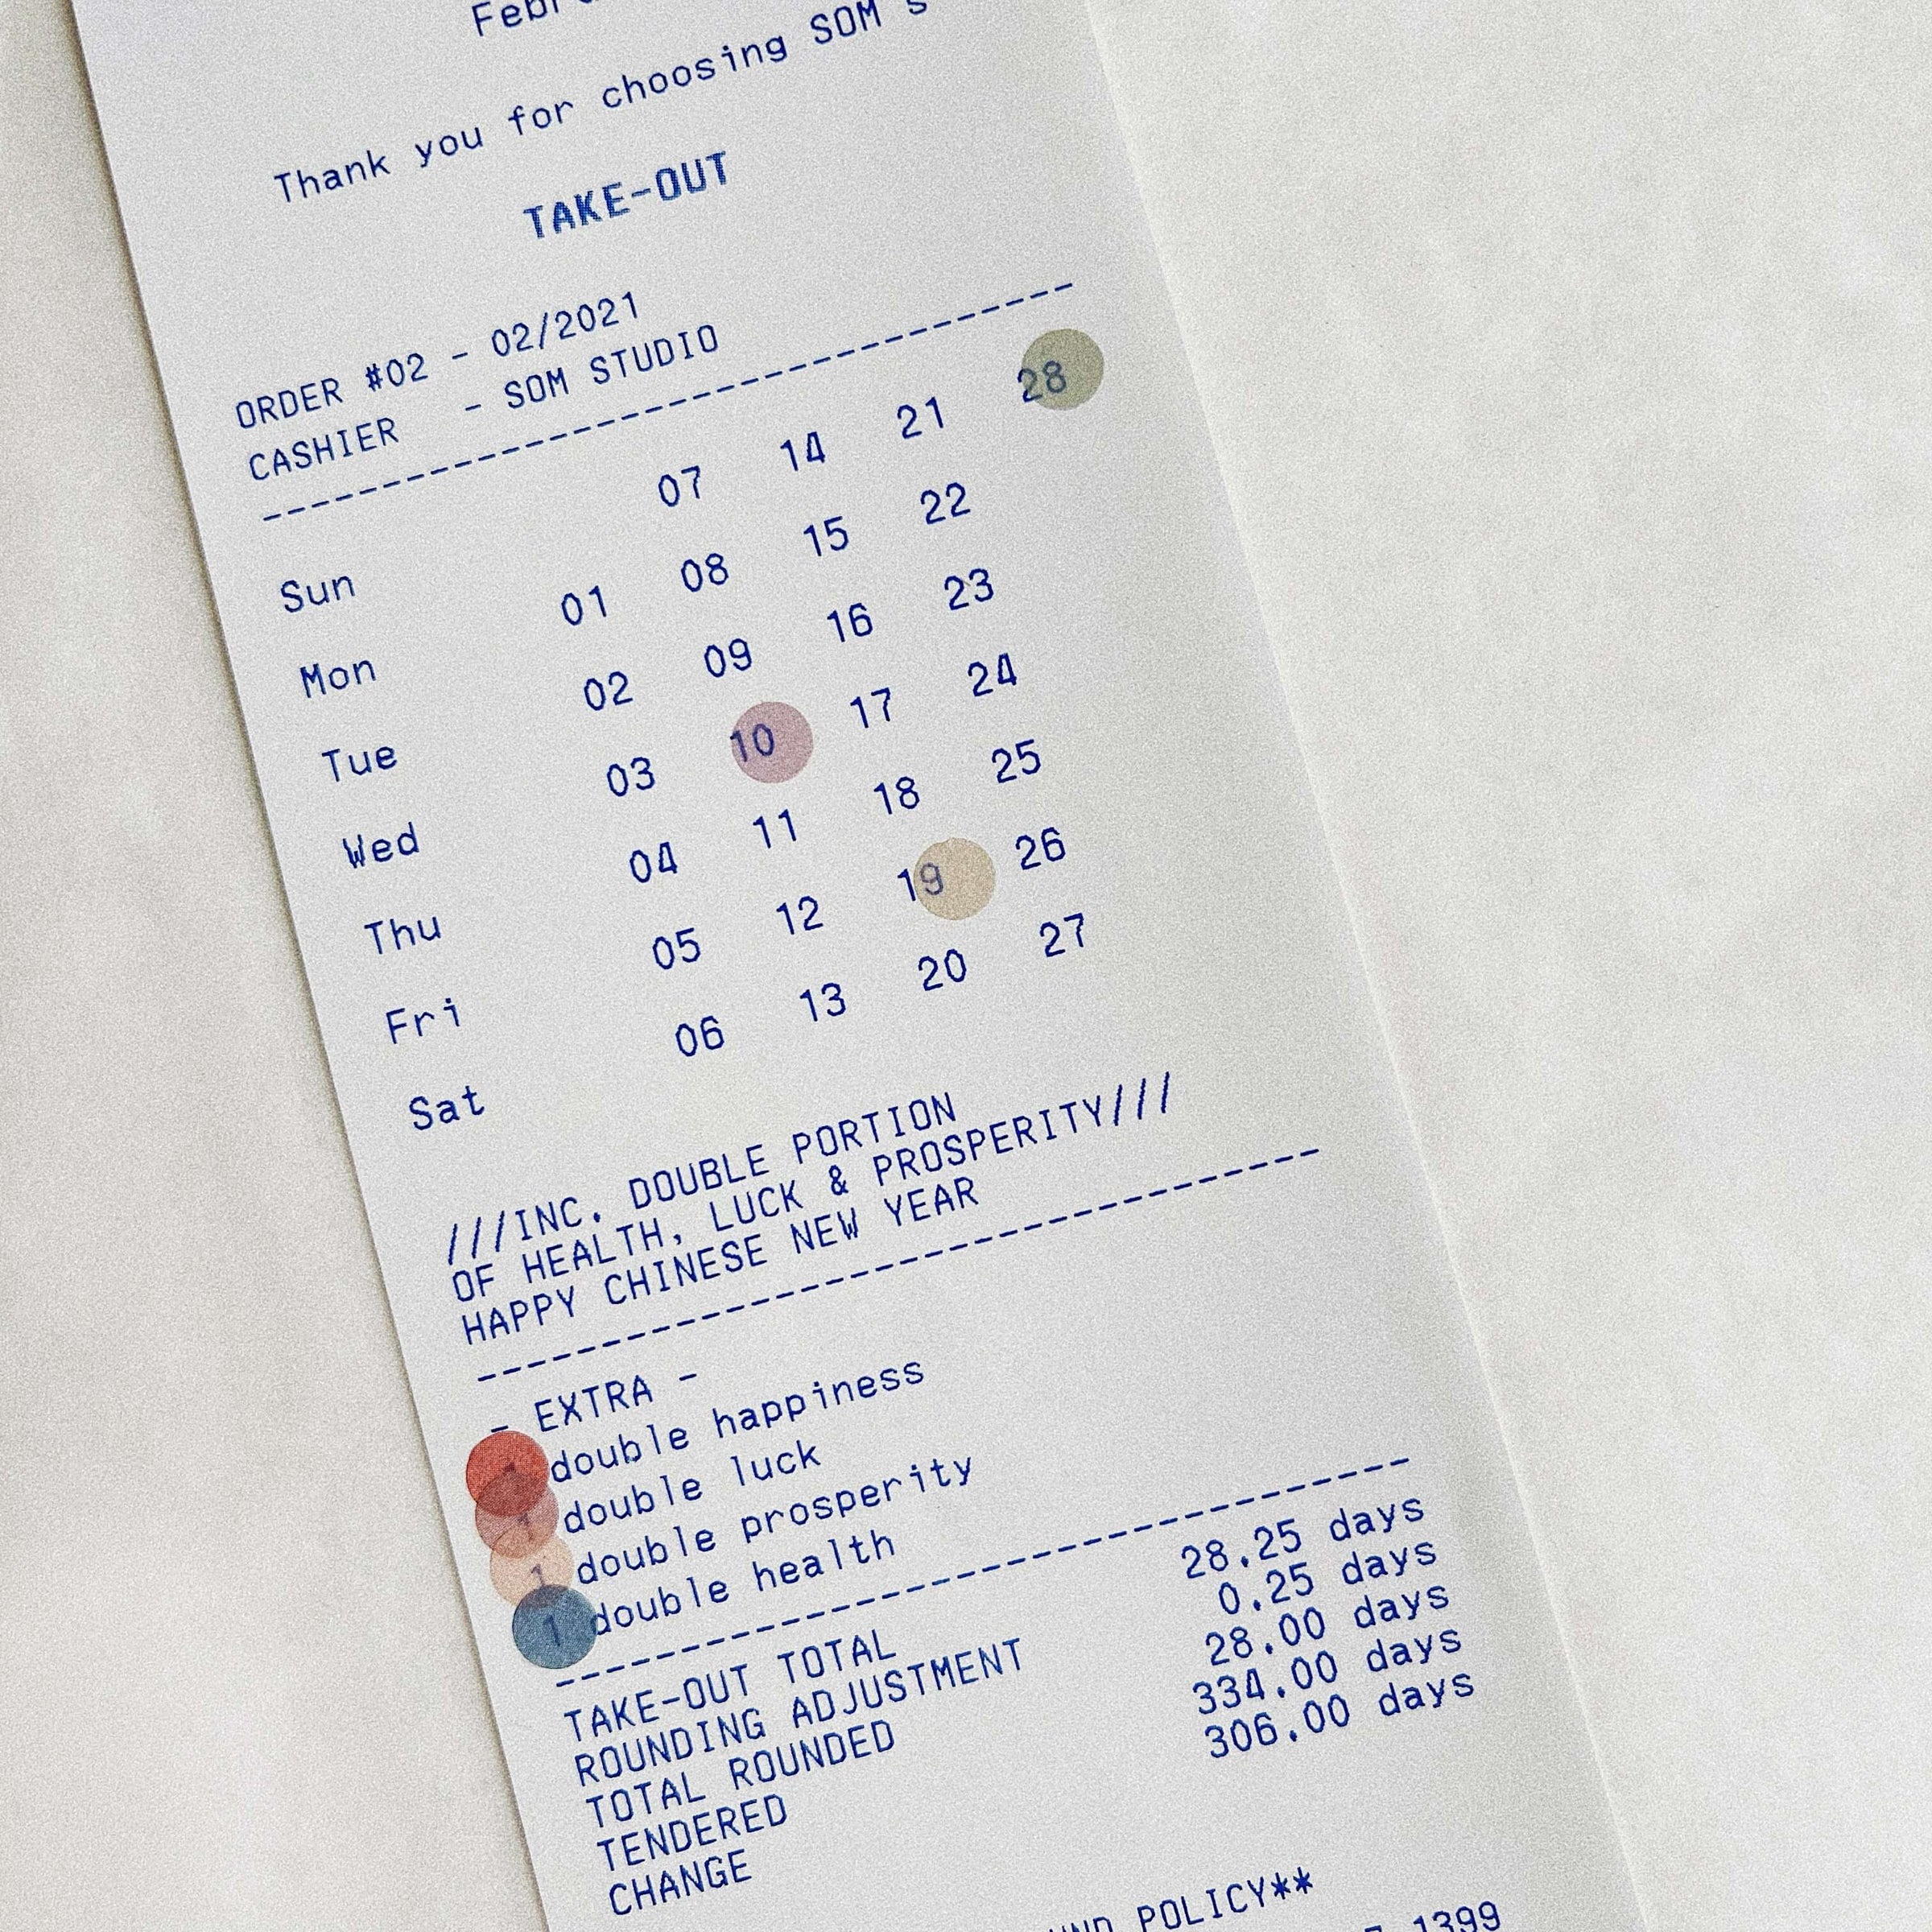 Thank you for choosing SOM
TAKE-OUT
ORDER #02 - 02/2021
CASHIER - SOM STUDIO
Sun 07 14 21 28
Mon 01 08 15 22
Tue 02 09 16 23
Wed 03 10 17 24
Thu 04 11 18 25
Fri 05 12 19 26
Sat 06 13 20 27
///INC. DOUBLE PORTION
OF HEALTH, LUCK & PROSPERITY///
HAPPY CHINESE NEW YEAR
- EXTRA -
1 double happiness
1 double luck
1 double prosperity
1 double health
TAKE-OUT TOTAL 28.25 days
ROUNDING ADJUSTMENT 0.25 days
TOTAL ROUNDED 28.00 days
TENDERED 334.00 days
CHANGE 306.00 days
POLICY**
1399